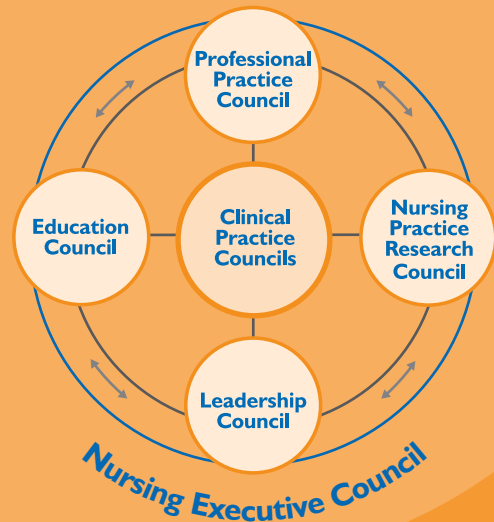 Professional
Practice
Council
Education
Council
Clinical
Practice
Councils
Nursing
Practice
Research
Council
Leadership
Council
Nursing Executive Council